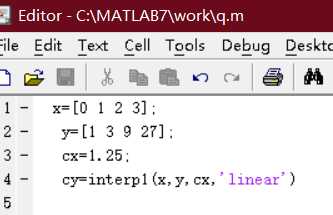 Editor - C:\MATLAB7\work\q.m
File Edit Text Cell Tools Debug
1 - x=[0 1 2 3];
2 - y=[1 3 9 27];
3 - cx=1.25;
4 - cy=interp1(x,y,cx,'linear')
5